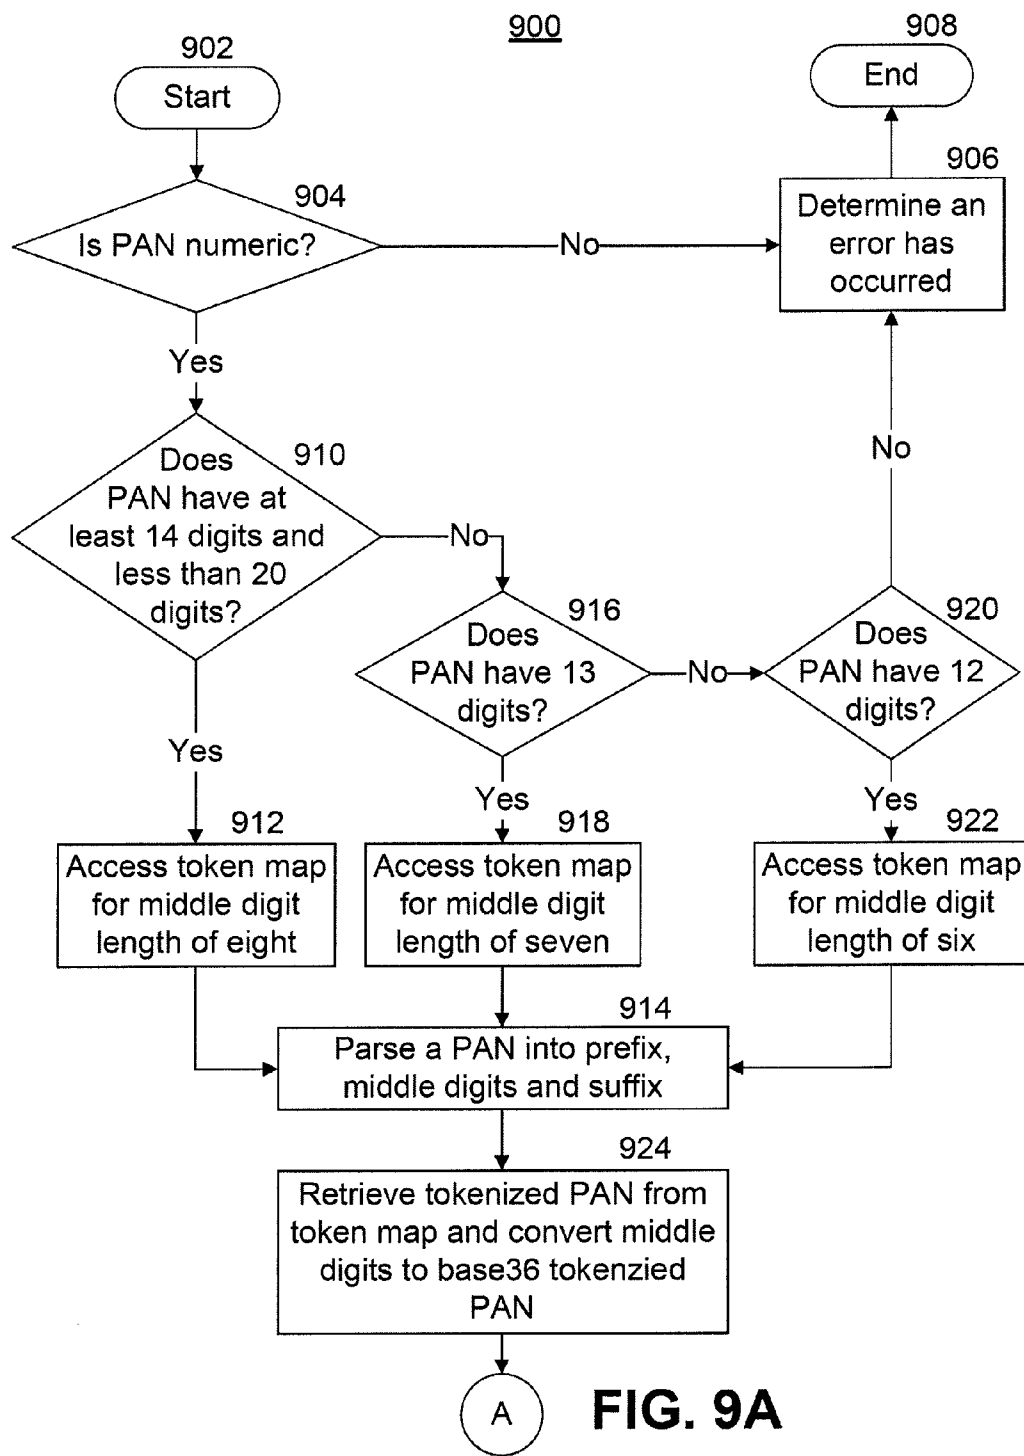 900
902
Start
908
End
904
Is PAN numeric?
No
906
Determine an
error has
occurred
Yes
910
Does
PAN have at
least 14 digits and
less than 20
digits?
No
No
916
Does
PAN have 13
digits?
No
920
Does
PAN have 12
digits?
Yes
Yes
Yes
912
Access token map
for middle digit
length of eight
918
Access token map
for middle digit
length of seven
922
Access token map
for middle digit
length of six
914
Parse a PAN into prefix,
middle digits and suffix
924
Retrieve tokenized PAN from
token map and convert middle
digits to base36 tokenzied
PAN
A
FIG. 9A